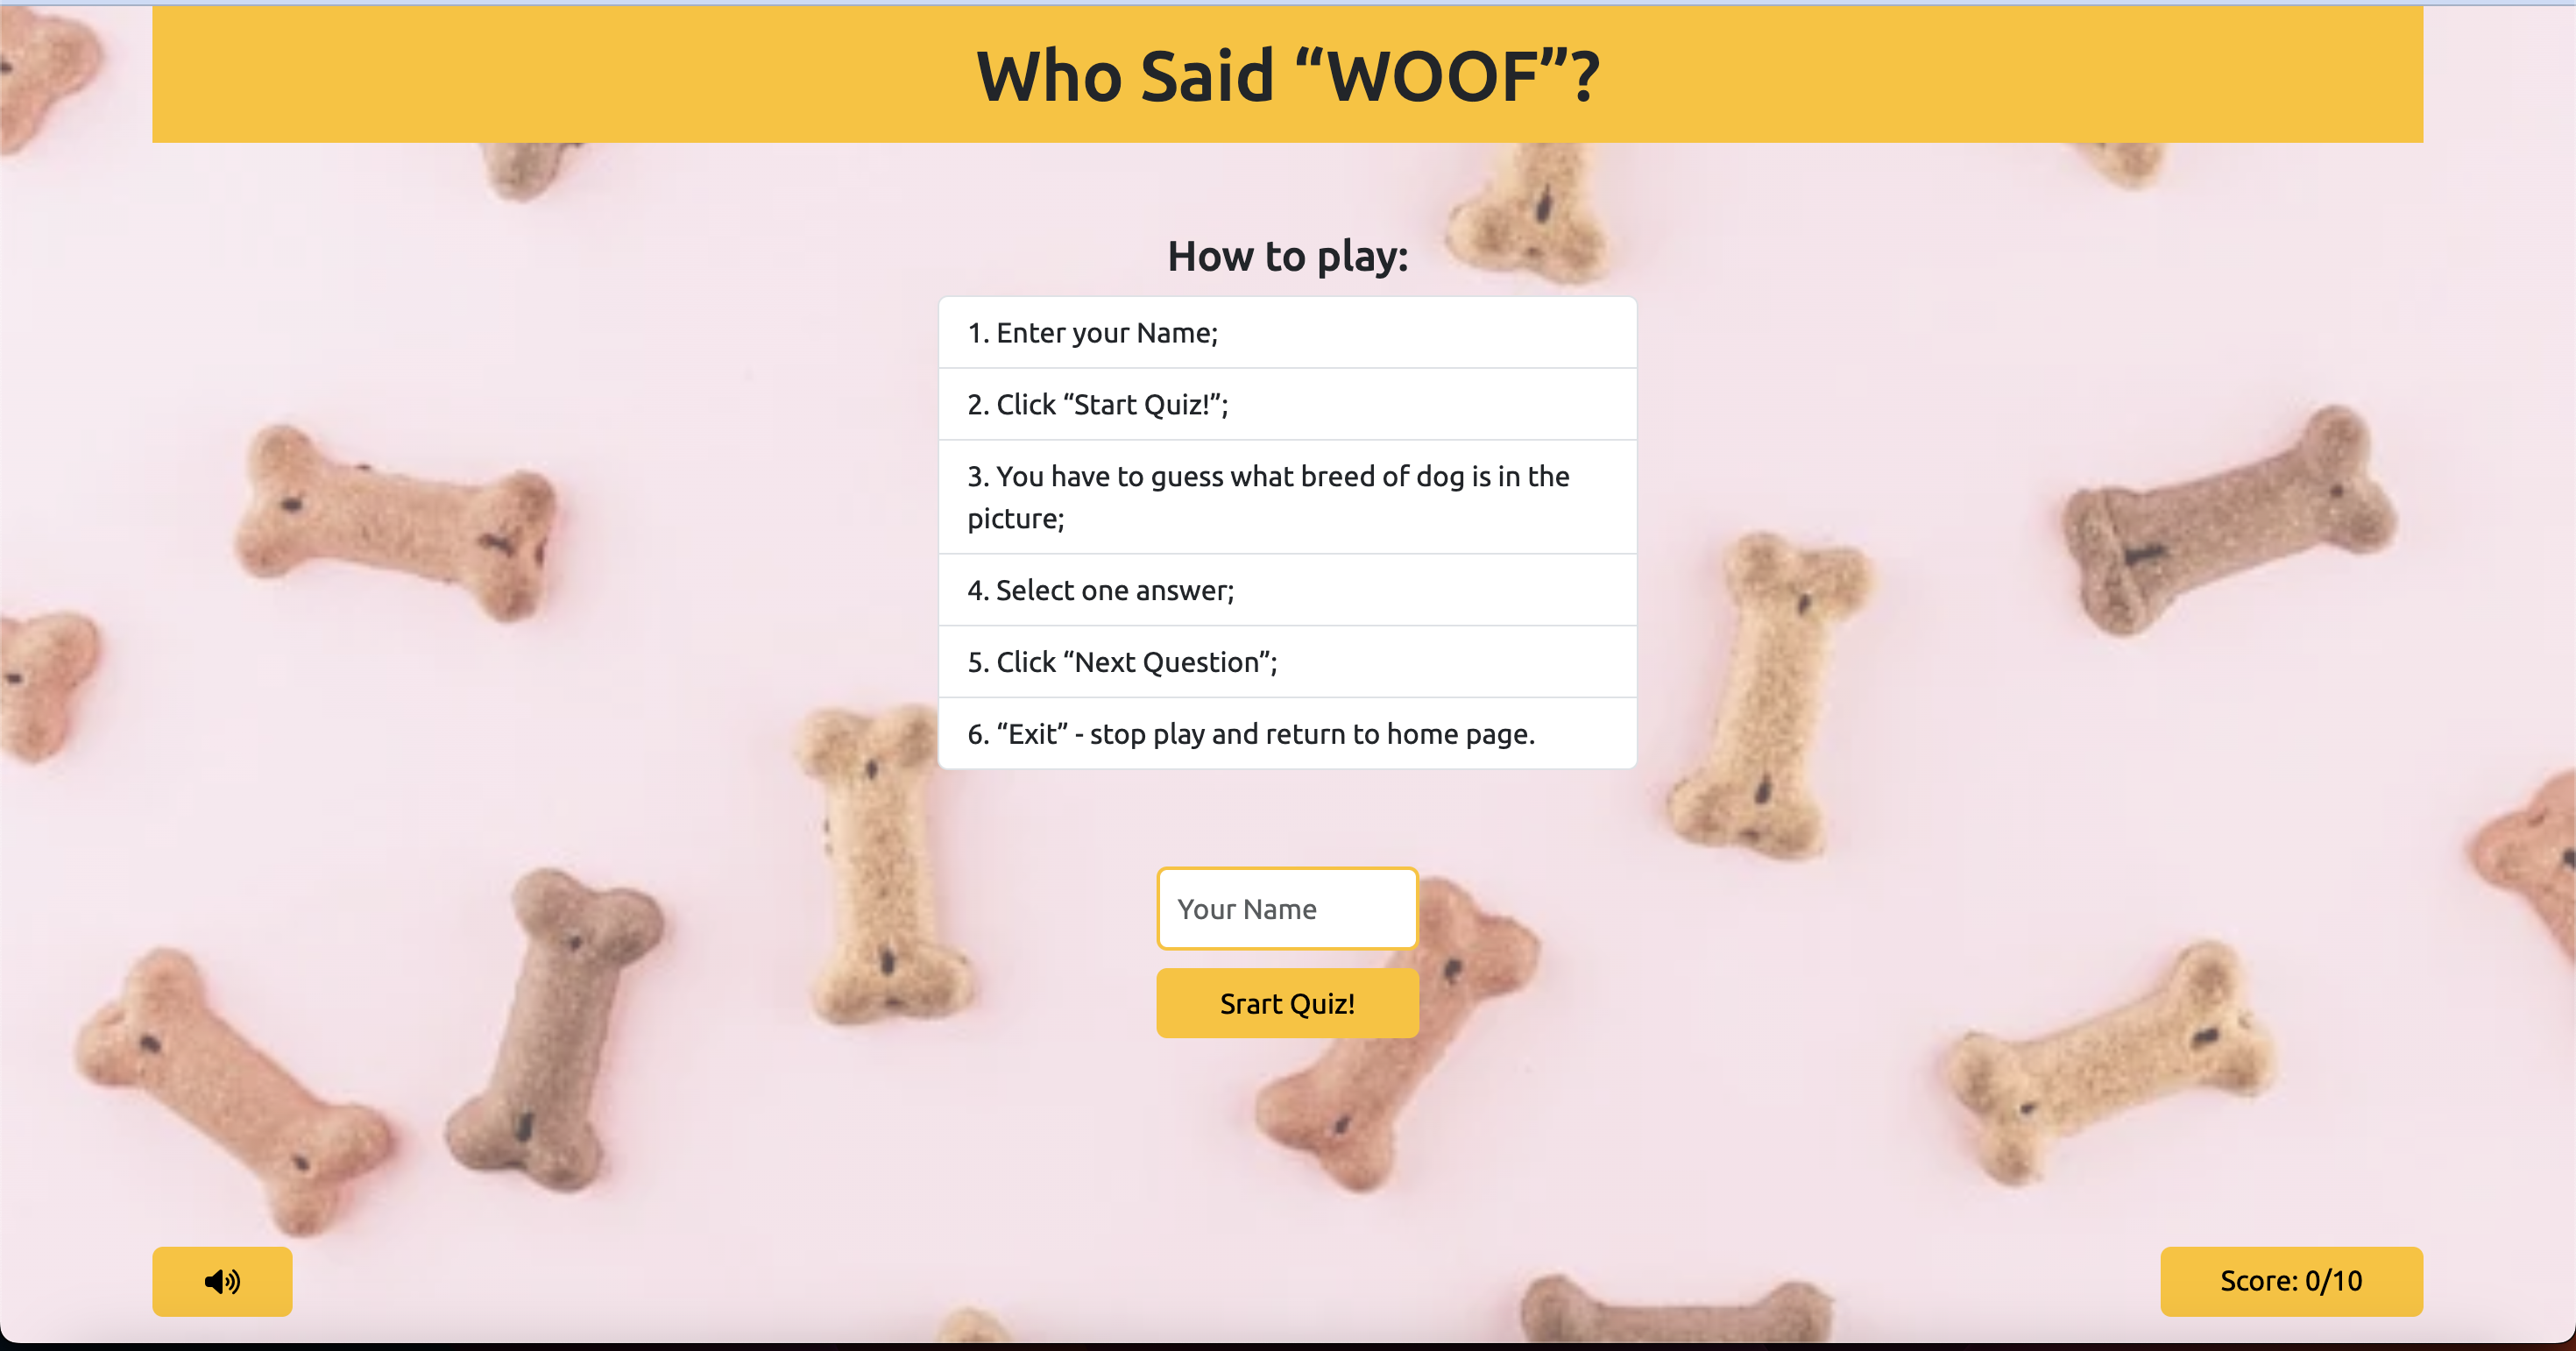 Who Said “WOOF”?
How to play:
1. Enter your Name;
2. Click “Start Quiz!”;
3. You have to guess what breed of dog is in the
picture;
4. Select one answer;
5. Click “Next Question”;
6. “Exit” - stop play and return to home page.
Your Name
Srart Quiz!
Score: 0/10